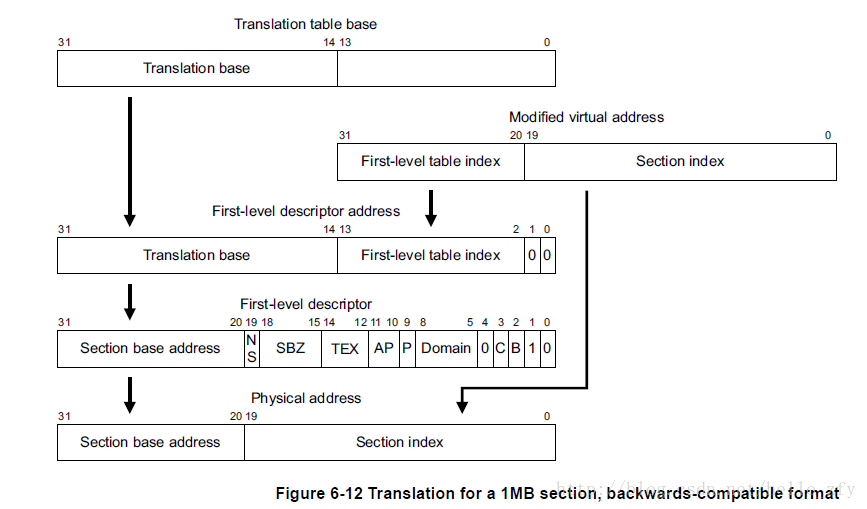 Translation table base
31 14 13 0
Translation base
Modified virtual address
31 20 19 0
First-level table index Section index
First-level descriptor address
31 14 13 2 1 0
Translation base First-level table index 0 0
First-level descriptor
31 20 19 18 15 14 12 11 10 9 8 5 4 3 2 1 0
Section base address NS SBZ TEX AP P Domain 0 C B 1 0
Physical address
31 20 19 0
Section base address Section index
Figure 6-12 Translation for a 1MB section, backwards-compatible format